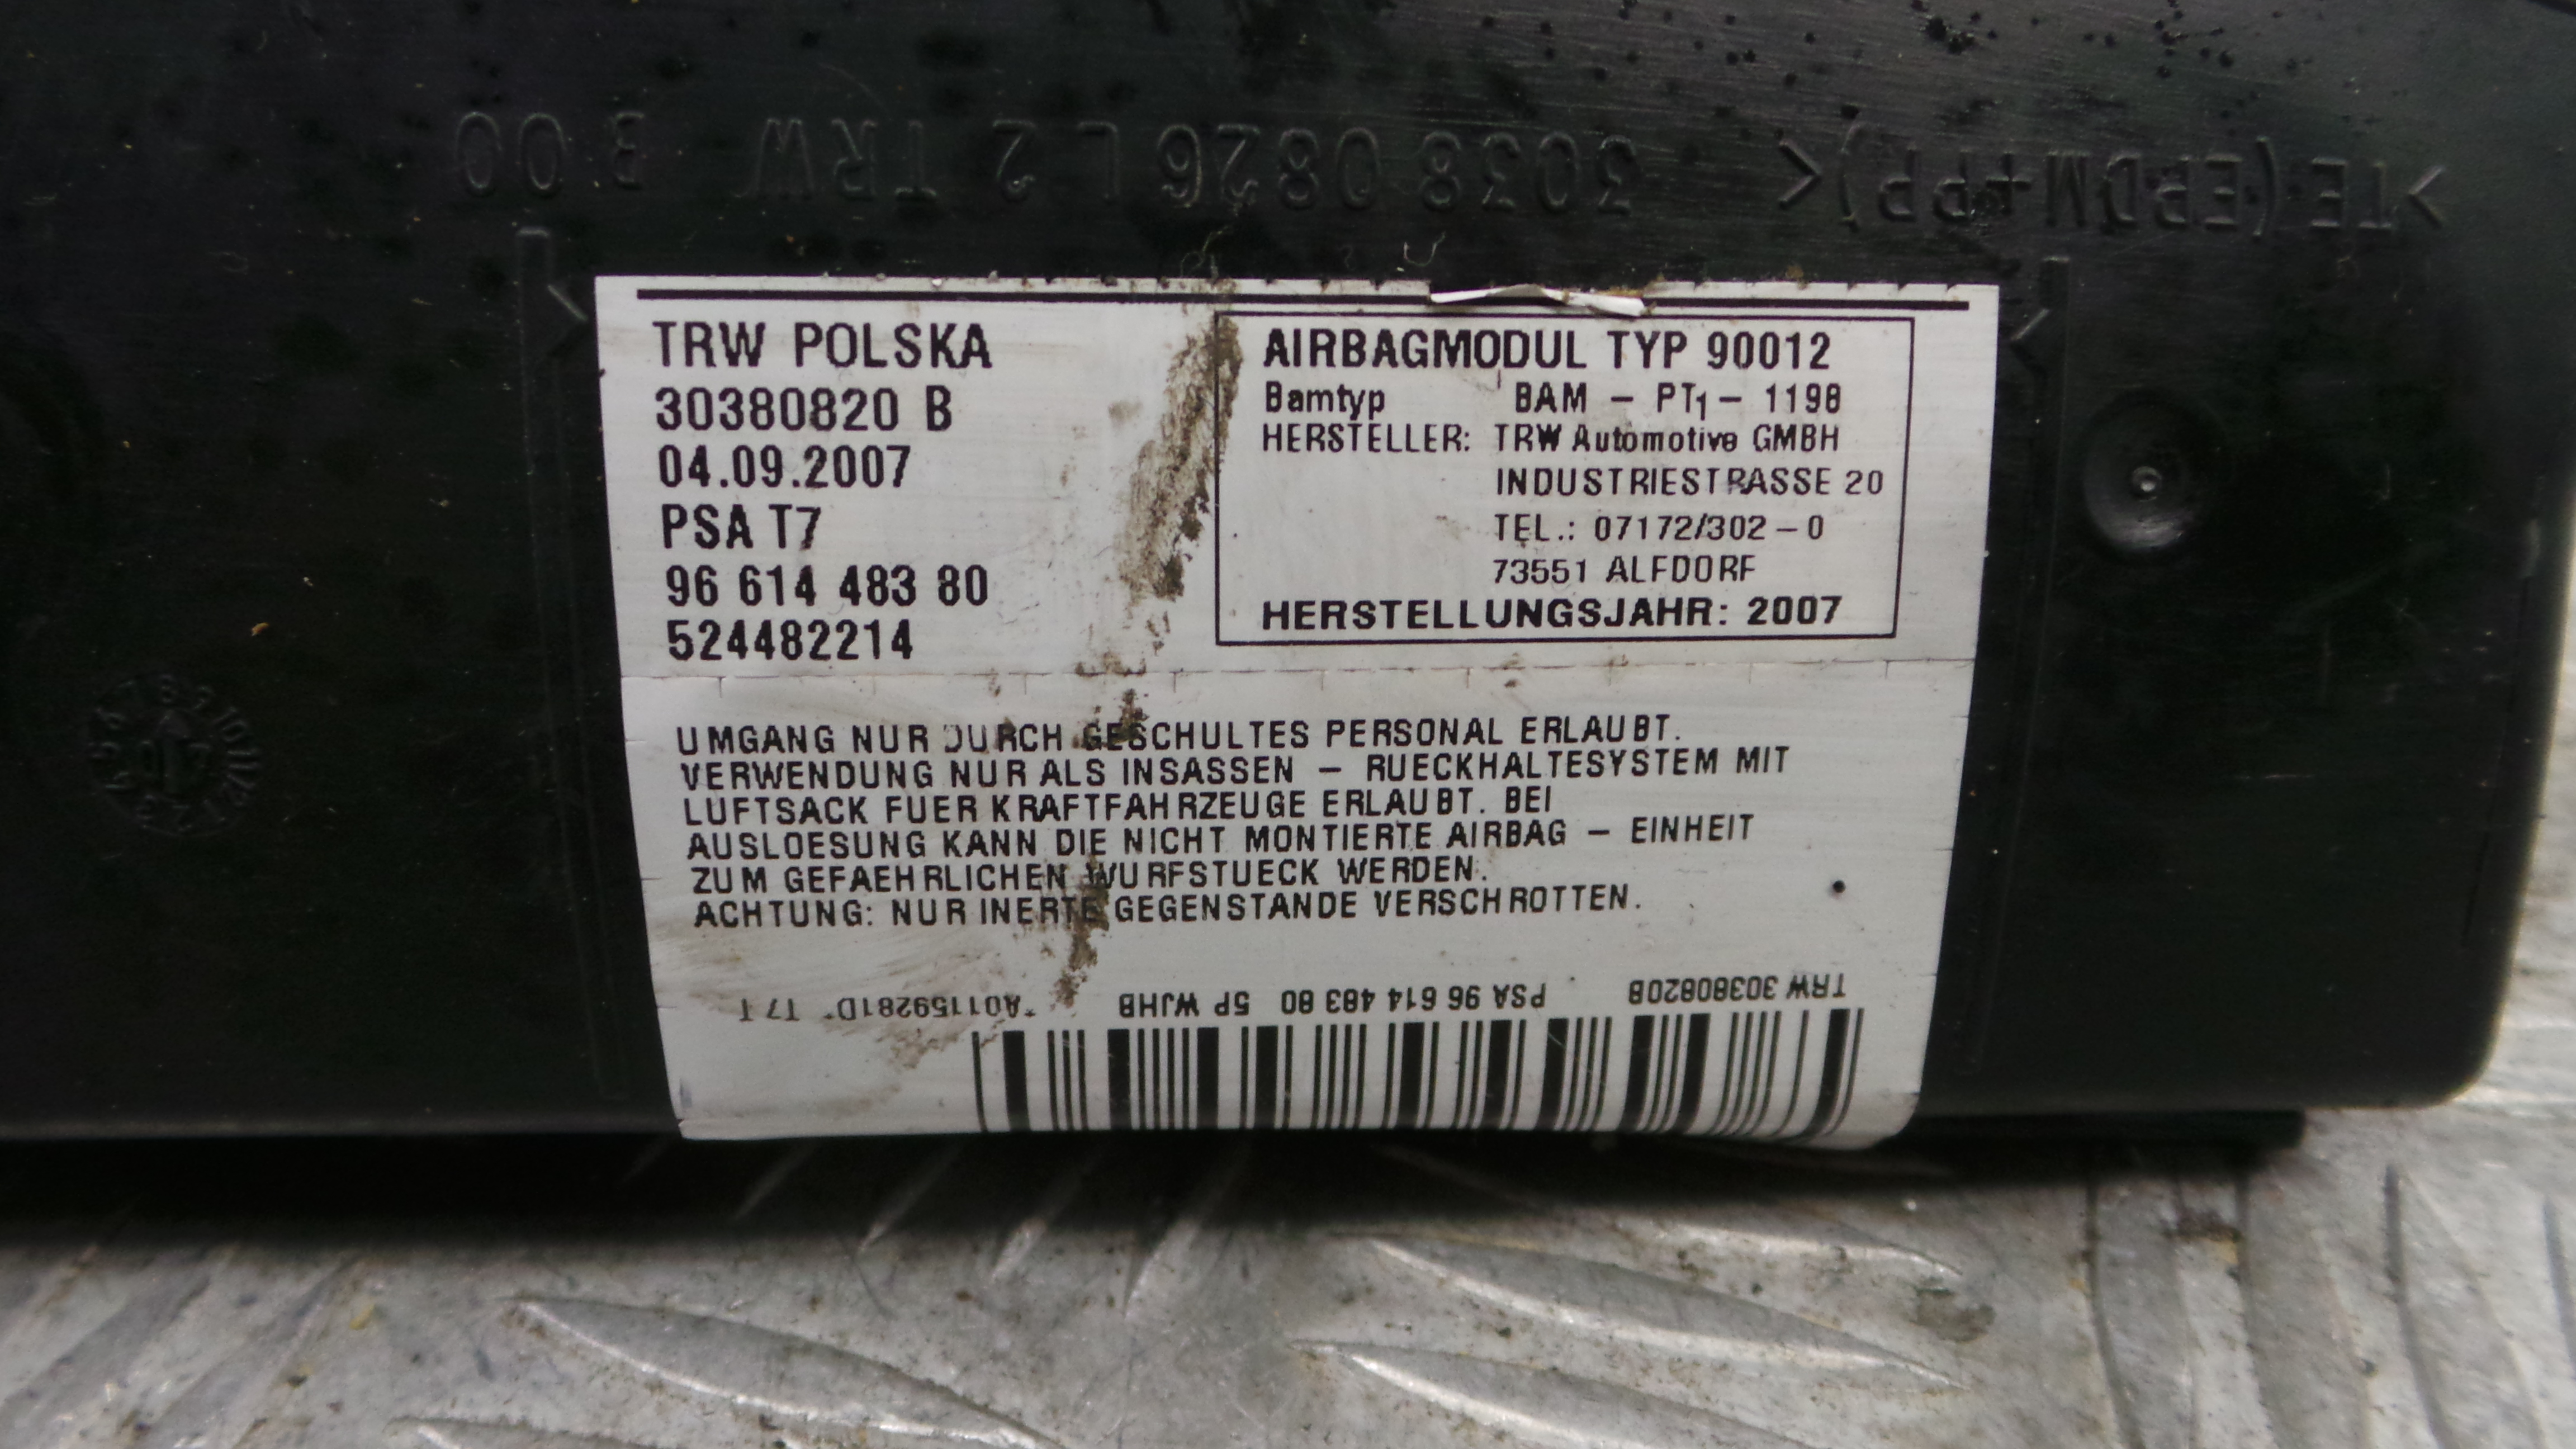 >TE(EPDM+PP)< 3038 0826 L 2 TRW B 00
TRW POLSKA
30380820 B
04.09.2007
PSA T7
96 614 483 80
524482214
AIRBAGMODUL TYP 90012
Bamtyp BAM – PT1 – 1198
HERSTELLER: TRW Automotive GMBH
INDUSTRIESTRASSE 20
TEL.: 07172/302 – 0
73551 ALFDORF
HERSTELLUNGSJAHR: 2007
UMGANG NUR DURCH GESCHULTES PERSONAL ERLAUBT.
VERWENDUNG NUR ALS INSASSEN – RUECKHALTESYSTEM MIT
LUFTSACK FUER KRAFTFAHRZEUGE ERLAUBT. BEI
AUSLOESUNG KANN DIE NICHT MONTIERTE AIRBAG – EINHEIT
ZUM GEFAEHRLICHEN WURFSTUECK WERDEN.
ACHTUNG: NUR INERTE GEGENSTANDE VERSCHROTTEN.
TRW 30380820B PSA 96 614 483 80 5P WJHB *A01159281D* T7 T